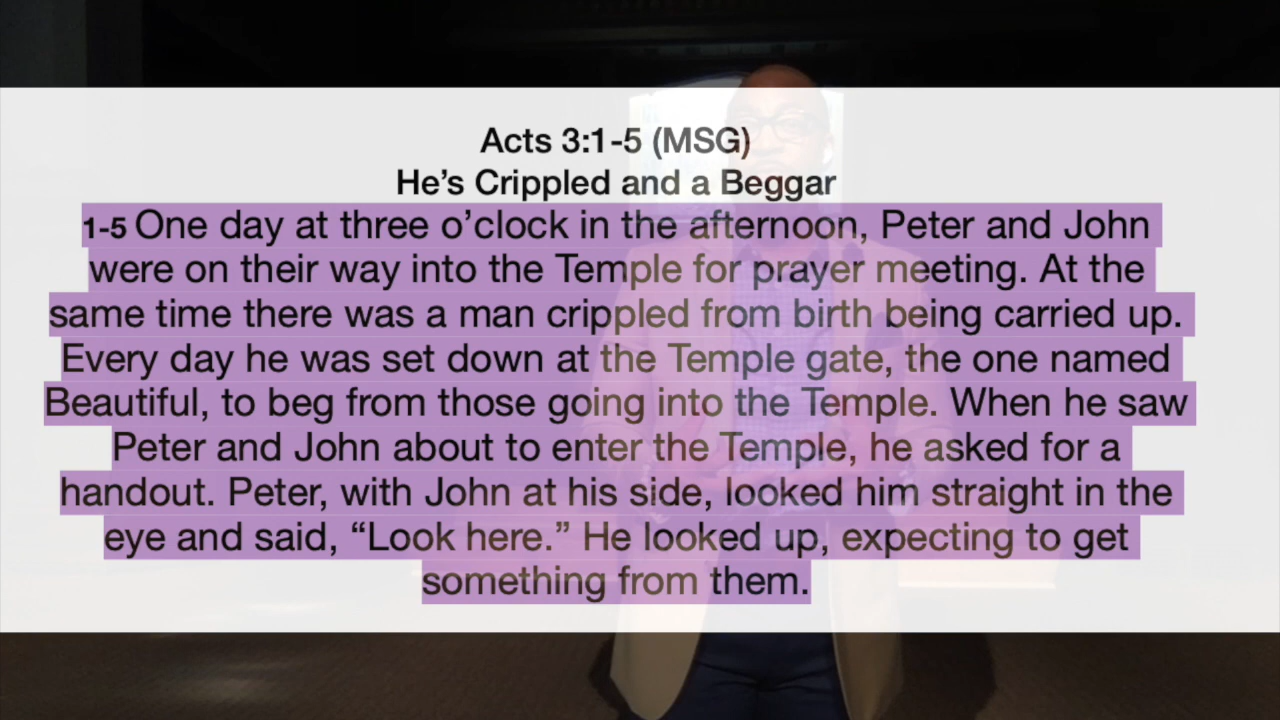 Acts 3:1-5 (MSG)
He’s Crippled and a Beggar
1-5 One day at three o’clock in the afternoon, Peter and John
were on their way into the Temple for prayer meeting. At the
same time there was a man crippled from birth being carried up.
Every day he was set down at the Temple gate, the one named
Beautiful, to beg from those going into the Temple. When he saw
Peter and John about to enter the Temple, he asked for a
handout. Peter, with John at his side, looked him straight in the
eye and said, “Look here.” He looked up, expecting to get
something from them.